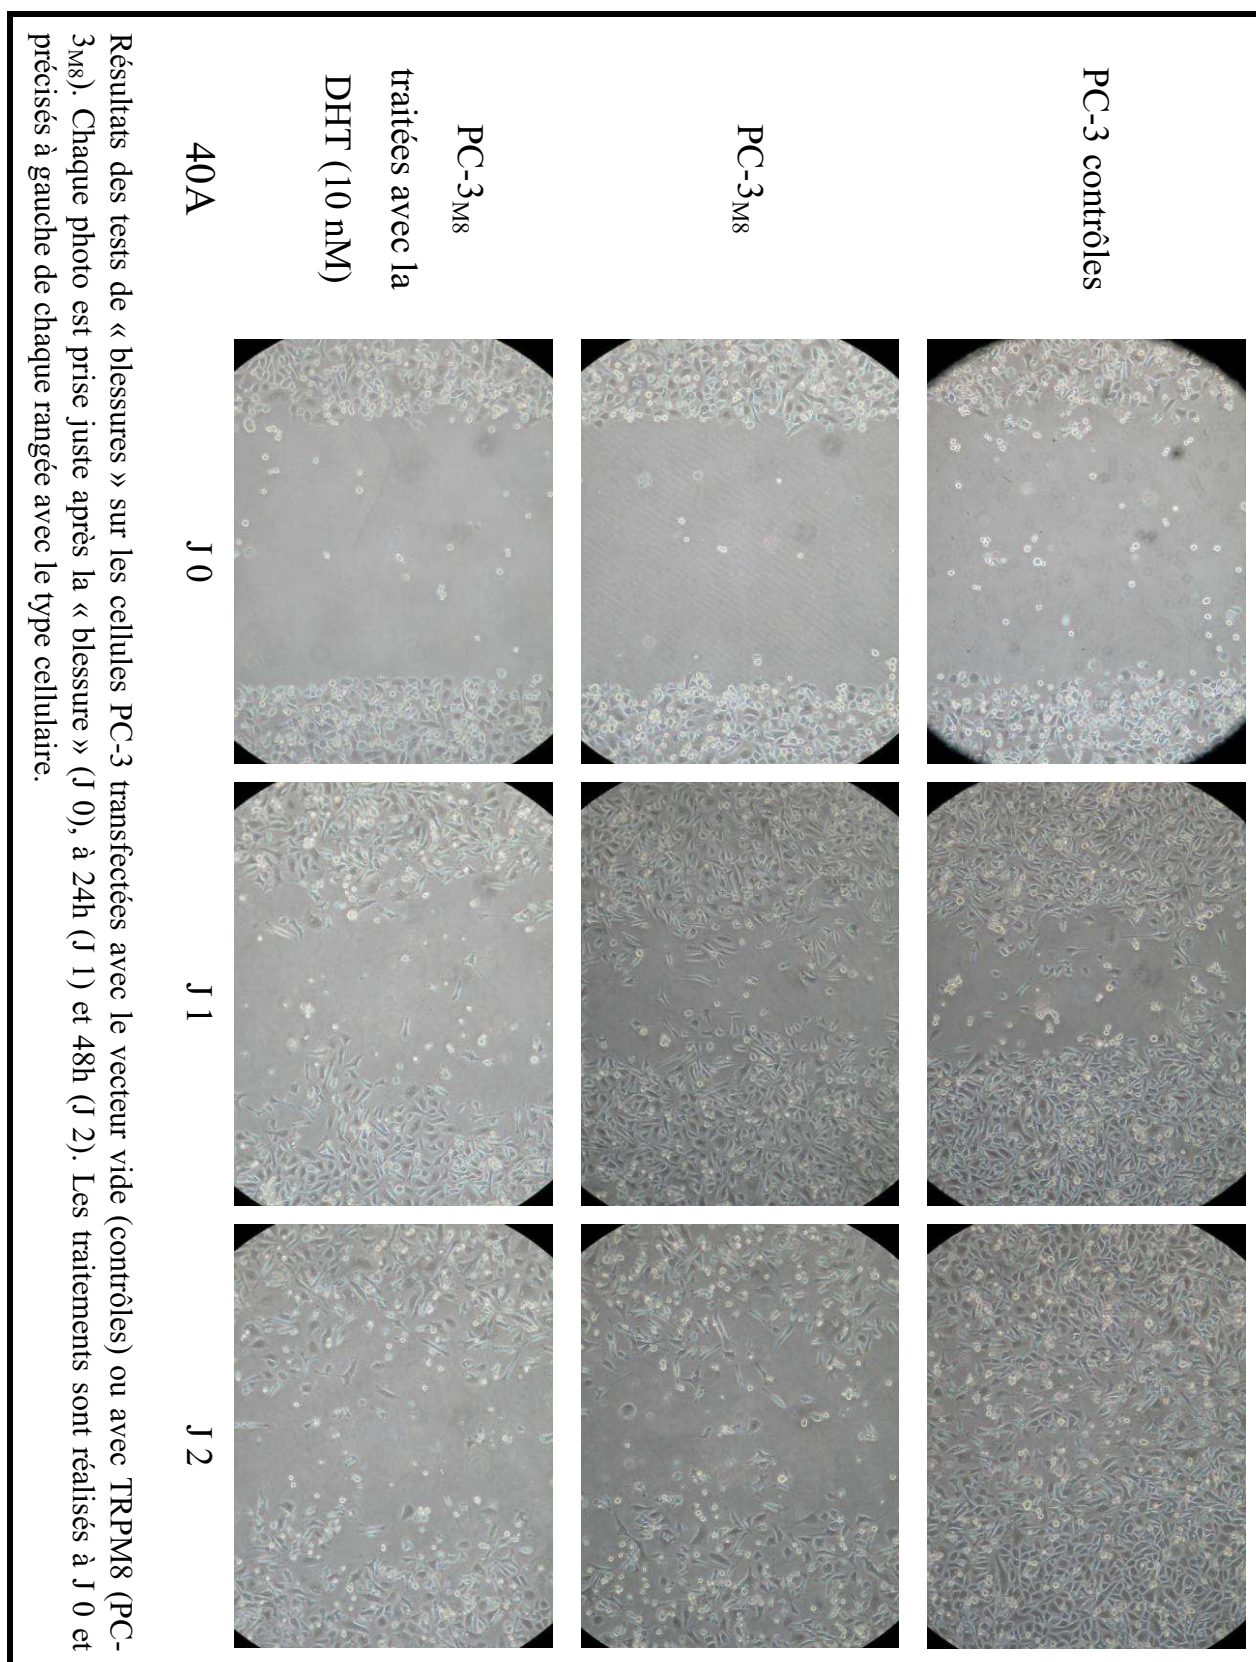 PC-3 contrôles
PC-3M8
PC-3M8
traitées avec la
DHT (10 nM)
40A
J 0
J 1
J 2
Résultats des tests de « blessures » sur les cellules PC-3 transfectées avec le vecteur vide (contrôles) ou avec TRPM8 (PC-
3M8). Chaque photo est prise juste après la « blessure » (J 0), à 24h (J 1) et 48h (J 2). Les traitements sont réalisés à J 0 et
précisés à gauche de chaque rangée avec le type cellulaire.